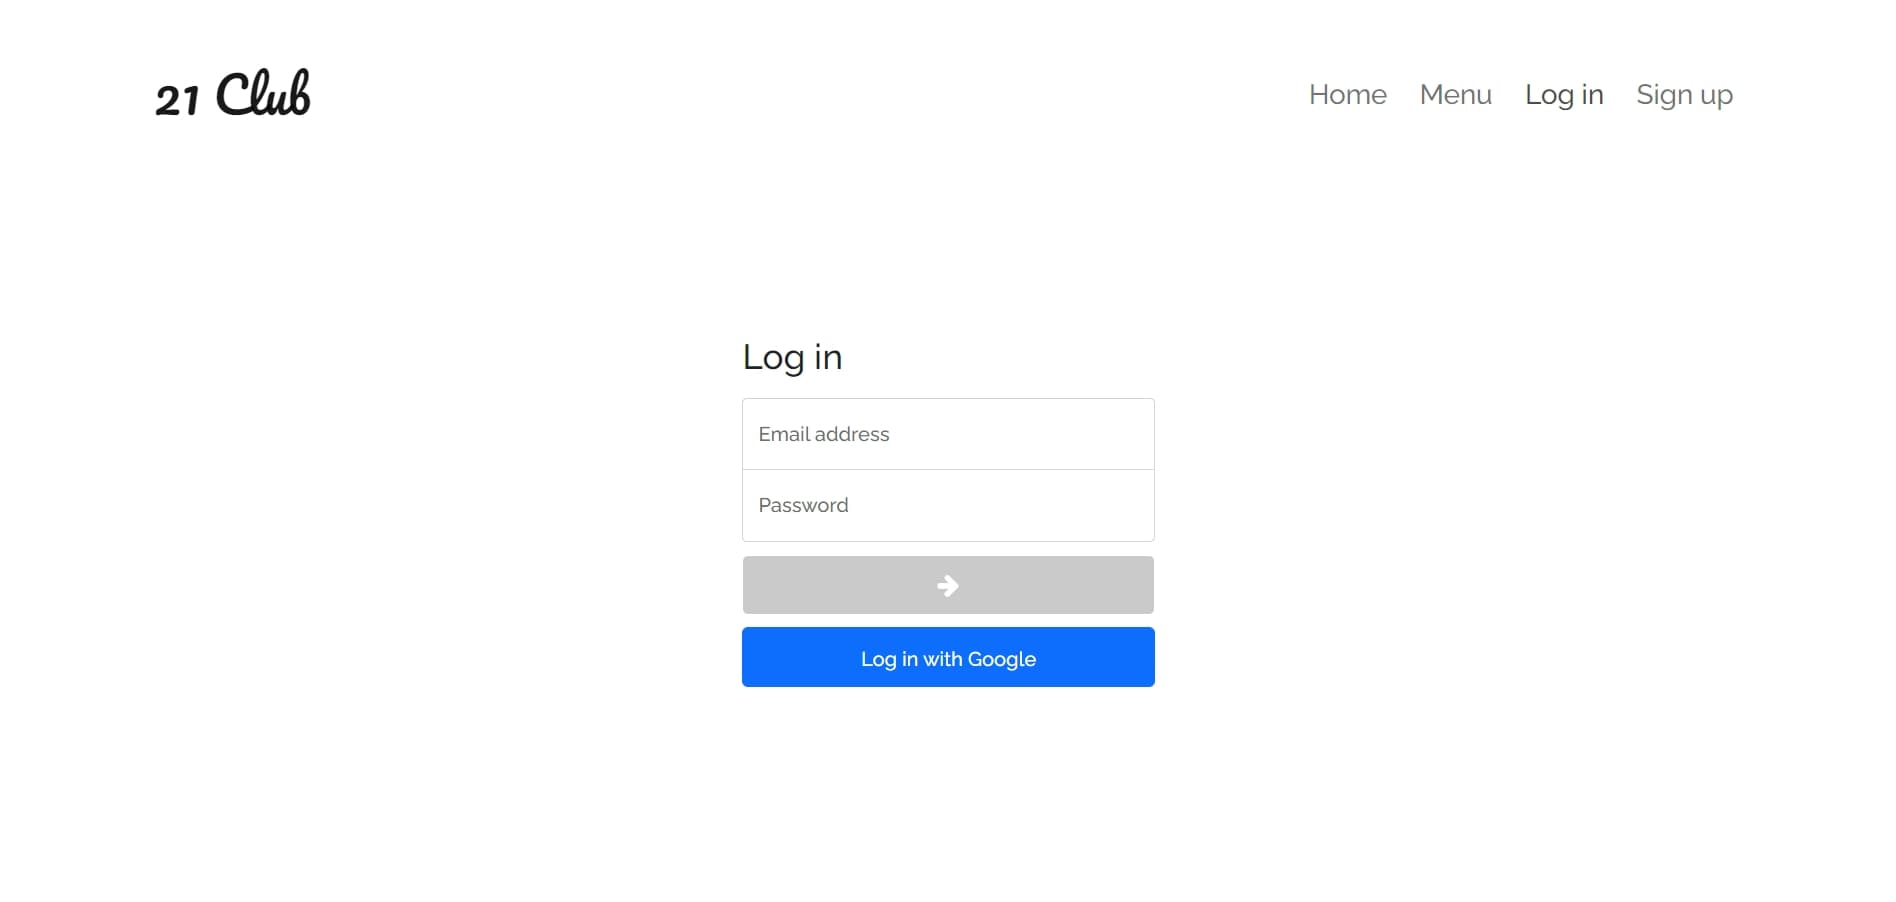 21 Club
Home Menu Log in Sign up
Log in
Email address
Password
Log in with Google